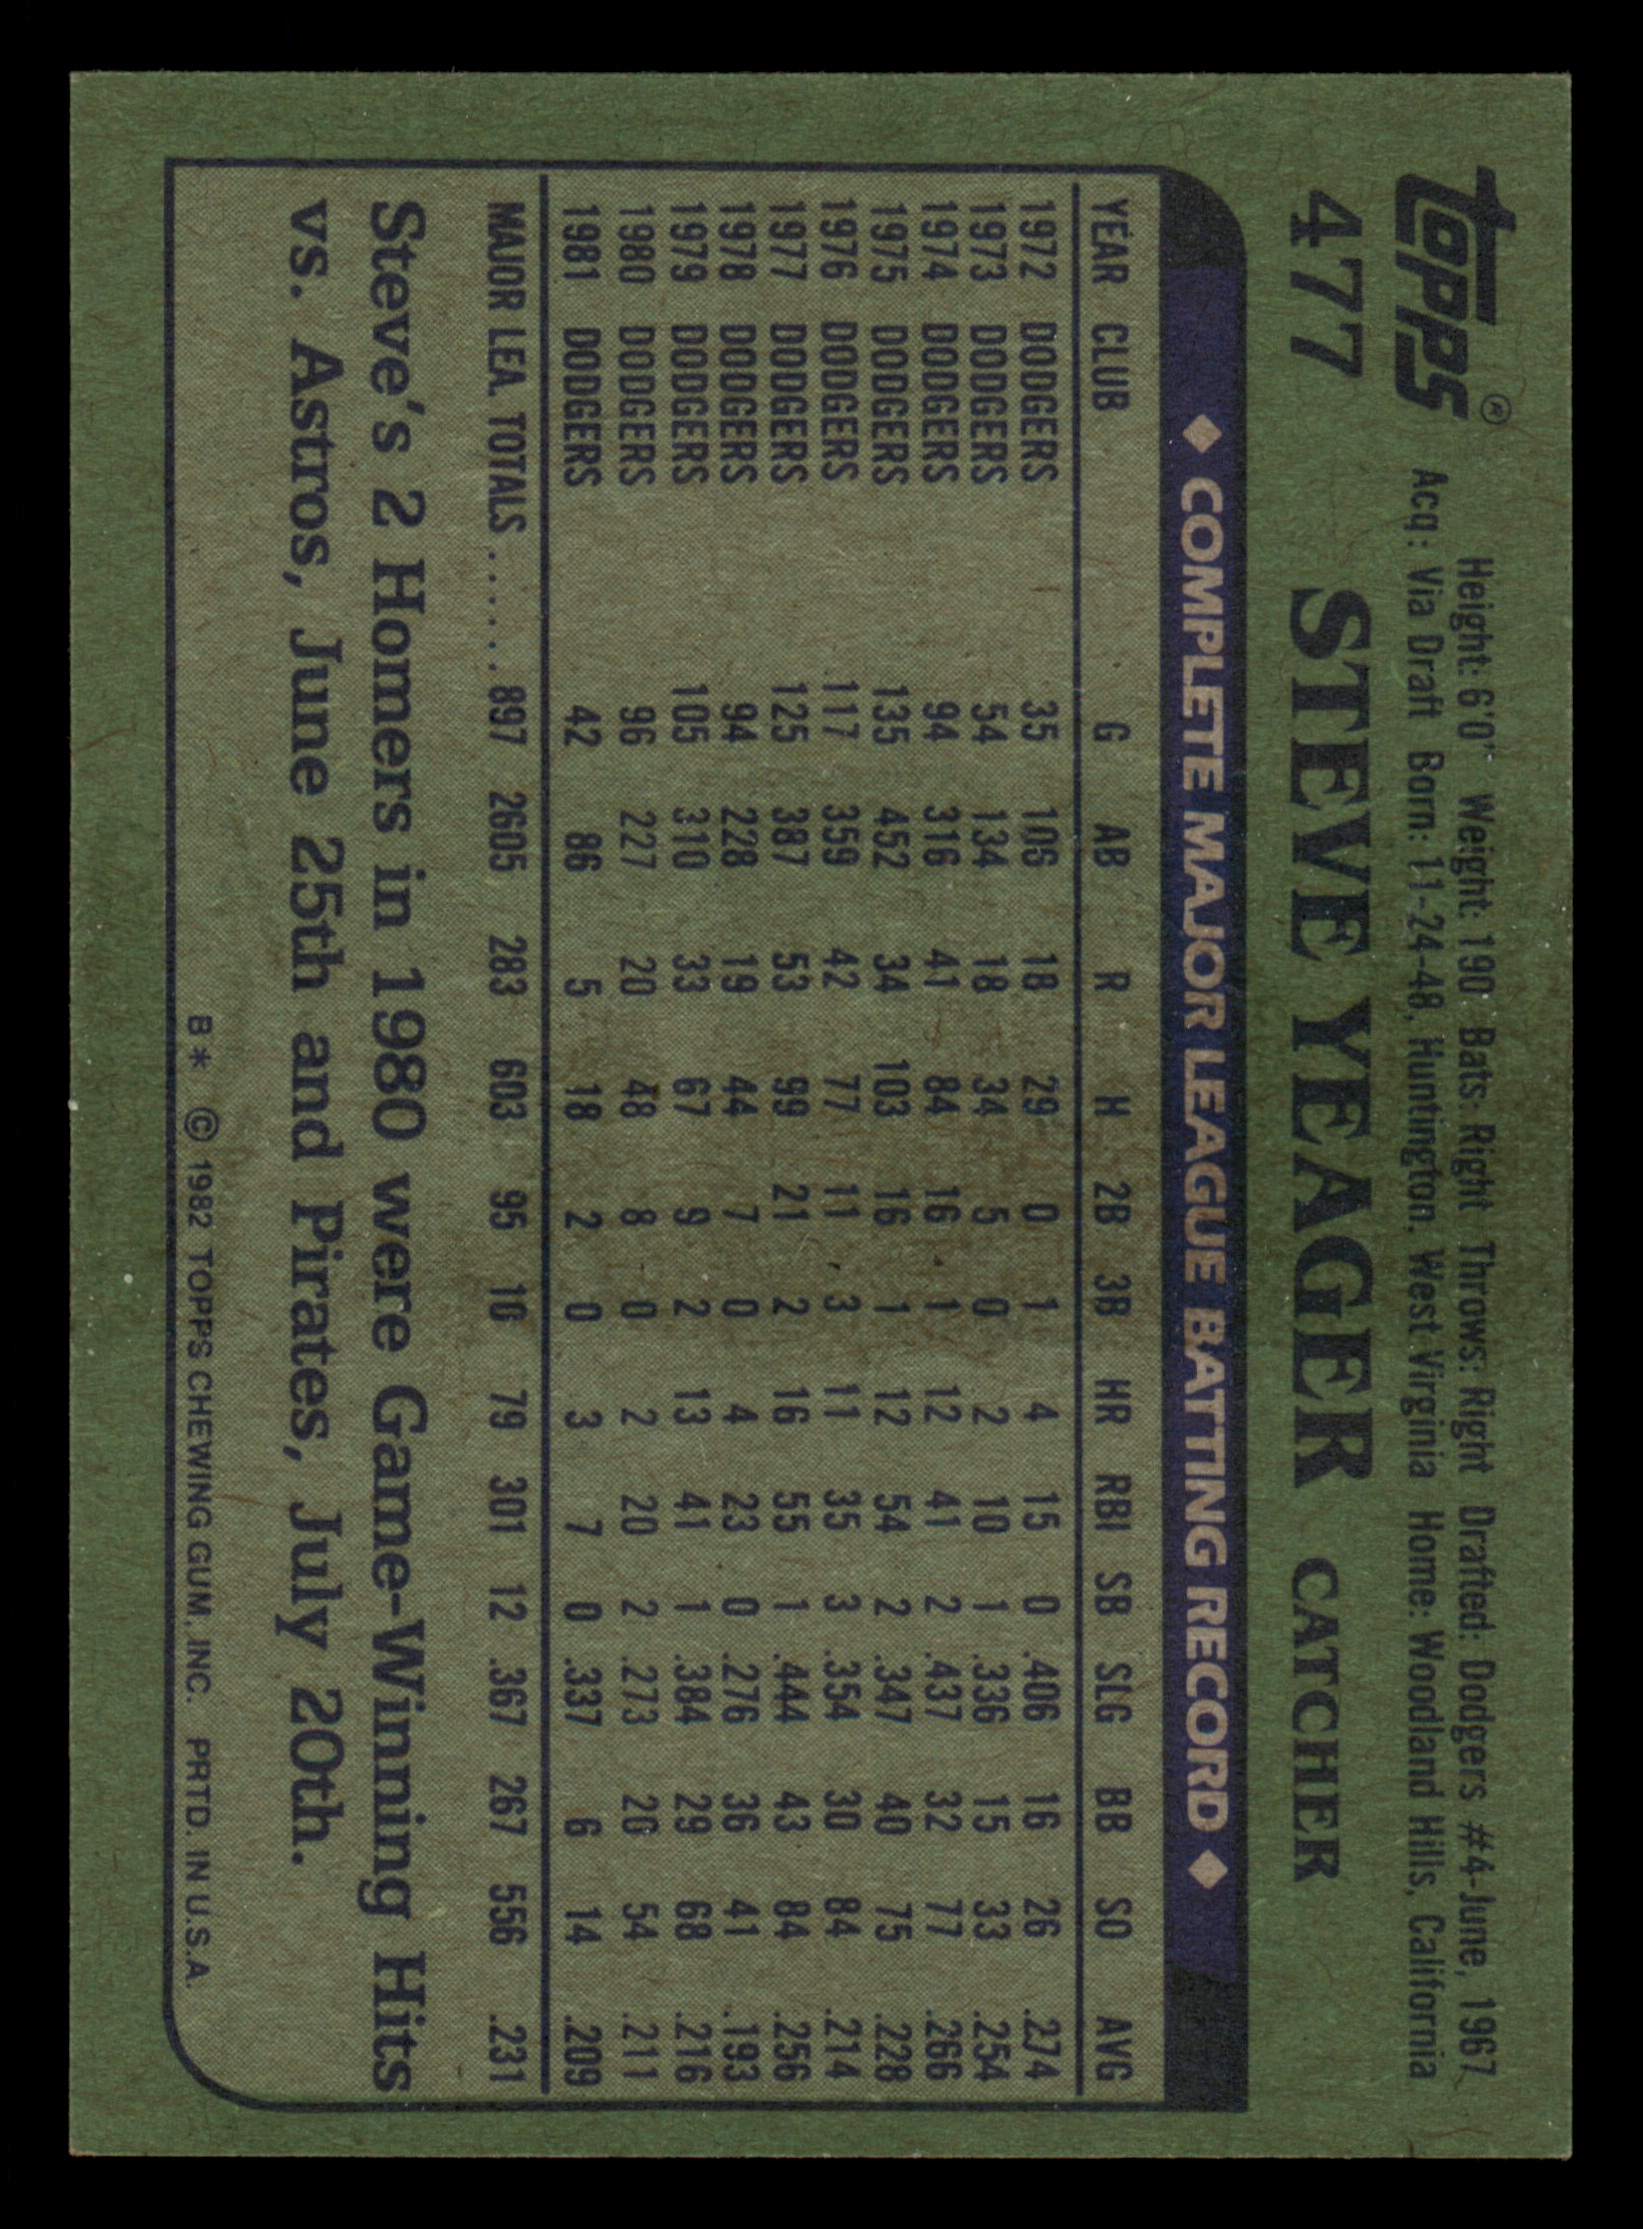 topps®
477
Height: 6'0" Weight: 190 Bats: Right Throws: Right Drafted: Dodgers #4-June, 1967
Acq: Via Draft Born: 11-24-48, Huntington, West Virginia Home: Woodland Hills, California
STEVE YEAGER CATCHER
◆ COMPLETE MAJOR LEAGUE BATTING RECORD ◆
YEAR CLUB G AB R H 2B 3B HR RBI SB SLG BB SO AVG
1972 DODGERS 35 106 18 29 0 1 4 15 0 .406 16 26 .274
1973 DODGERS 54 134 18 34 5 0 2 10 1 .336 15 33 .254
1974 DODGERS 94 316 41 84 16 1 12 41 2 .437 32 77 .266
1975 DODGERS 135 452 34 103 16 1 12 54 2 .347 40 75 .228
1976 DODGERS 117 359 42 77 11 3 11 35 3 .354 30 84 .214
1977 DODGERS 125 387 53 99 21 2 16 55 1 .444 43 84 .256
1978 DODGERS 94 228 19 44 7 0 4 23 0 .276 36 41 .193
1979 DODGERS 105 310 33 67 9 2 13 41 1 .384 29 68 .216
1980 DODGERS 96 227 20 48 8 0 2 20 2 .273 20 54 .211
1981 DODGERS 42 86 5 18 2 0 3 7 0 .337 6 14 .209
MAJOR LEA. TOTALS ....... 897 2605 283 603 95 10 79 301 12 .367 267 556 .231
Steve's 2 Homers in 1980 were Game-Winning Hits
vs. Astros, June 25th and Pirates, July 20th.
B* © 1982 TOPPS CHEWING GUM, INC. PRTD. IN U.S.A.